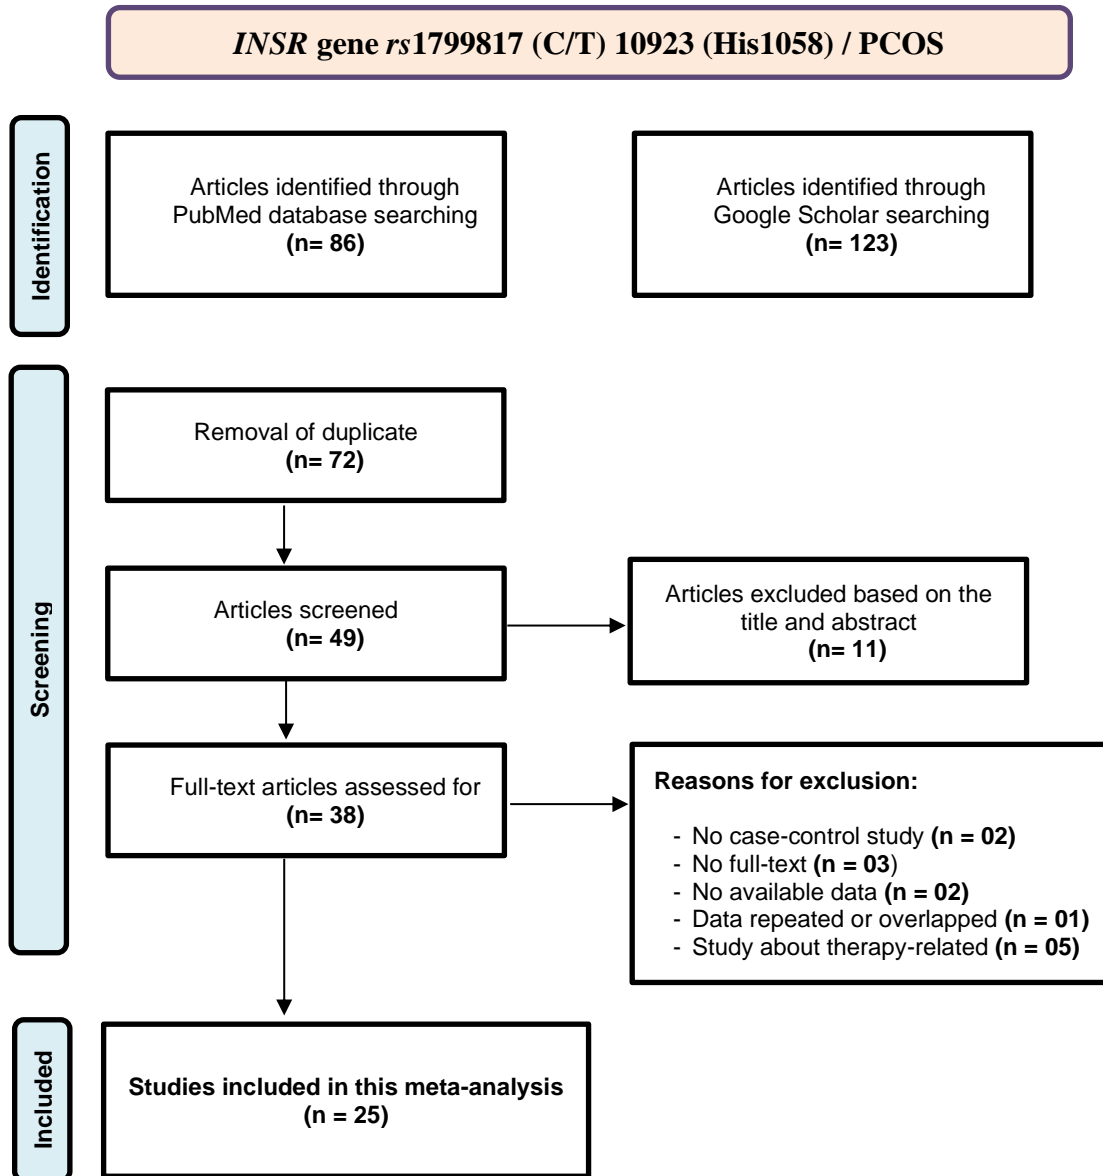 INSR gene rs1799817 (C/T) 10923 (His1058) / PCOS
Identification
Articles identified through
PubMed database searching
(n= 86)
Articles identified through
Google Scholar searching
(n= 123)
Screening
Removal of duplicate
(n= 72)
Articles screened
(n= 49)
Articles excluded based on the
title and abstract
(n= 11)
Full-text articles assessed for
(n= 38)
Reasons for exclusion:
- No case-control study (n = 02)
- No full-text (n = 03)
- No available data (n = 02)
- Data repeated or overlapped (n = 01)
- Study about therapy-related (n = 05)
Included
Studies included in this meta-analysis
(n = 25)